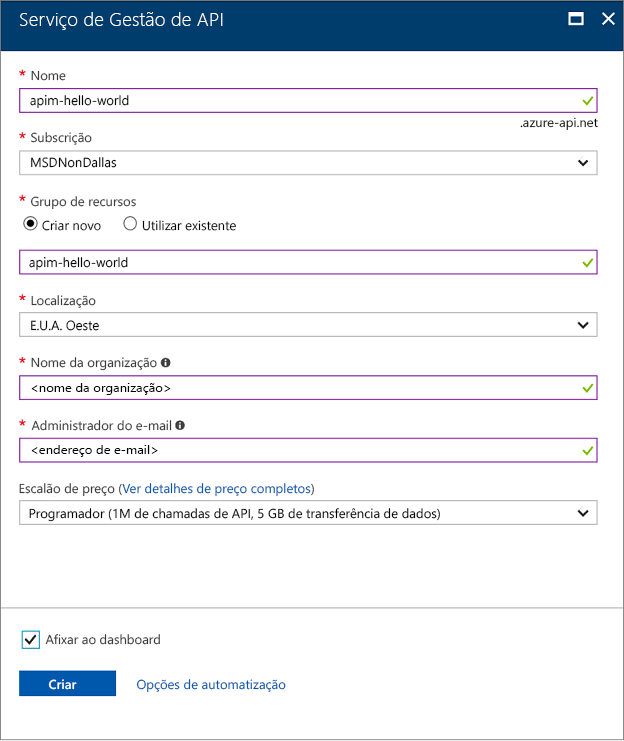 Serviço de Gestão de API
* Nome
apim-hello-world
.azure-api.net
* Subscrição
MSDNonDallas
* Grupo de recursos
Criar novo Utilizar existente
apim-hello-world
* Localização
E.U.A. Oeste
* Nome da organização
<nome da organização>
* Administrador do e-mail
<endereço de e-mail>
Escalão de preço (Ver detalhes de preço completos)
Programador (1M de chamadas de API, 5 GB de transferência de dados)
Afixar ao dashboard
Criar Opções de automatização